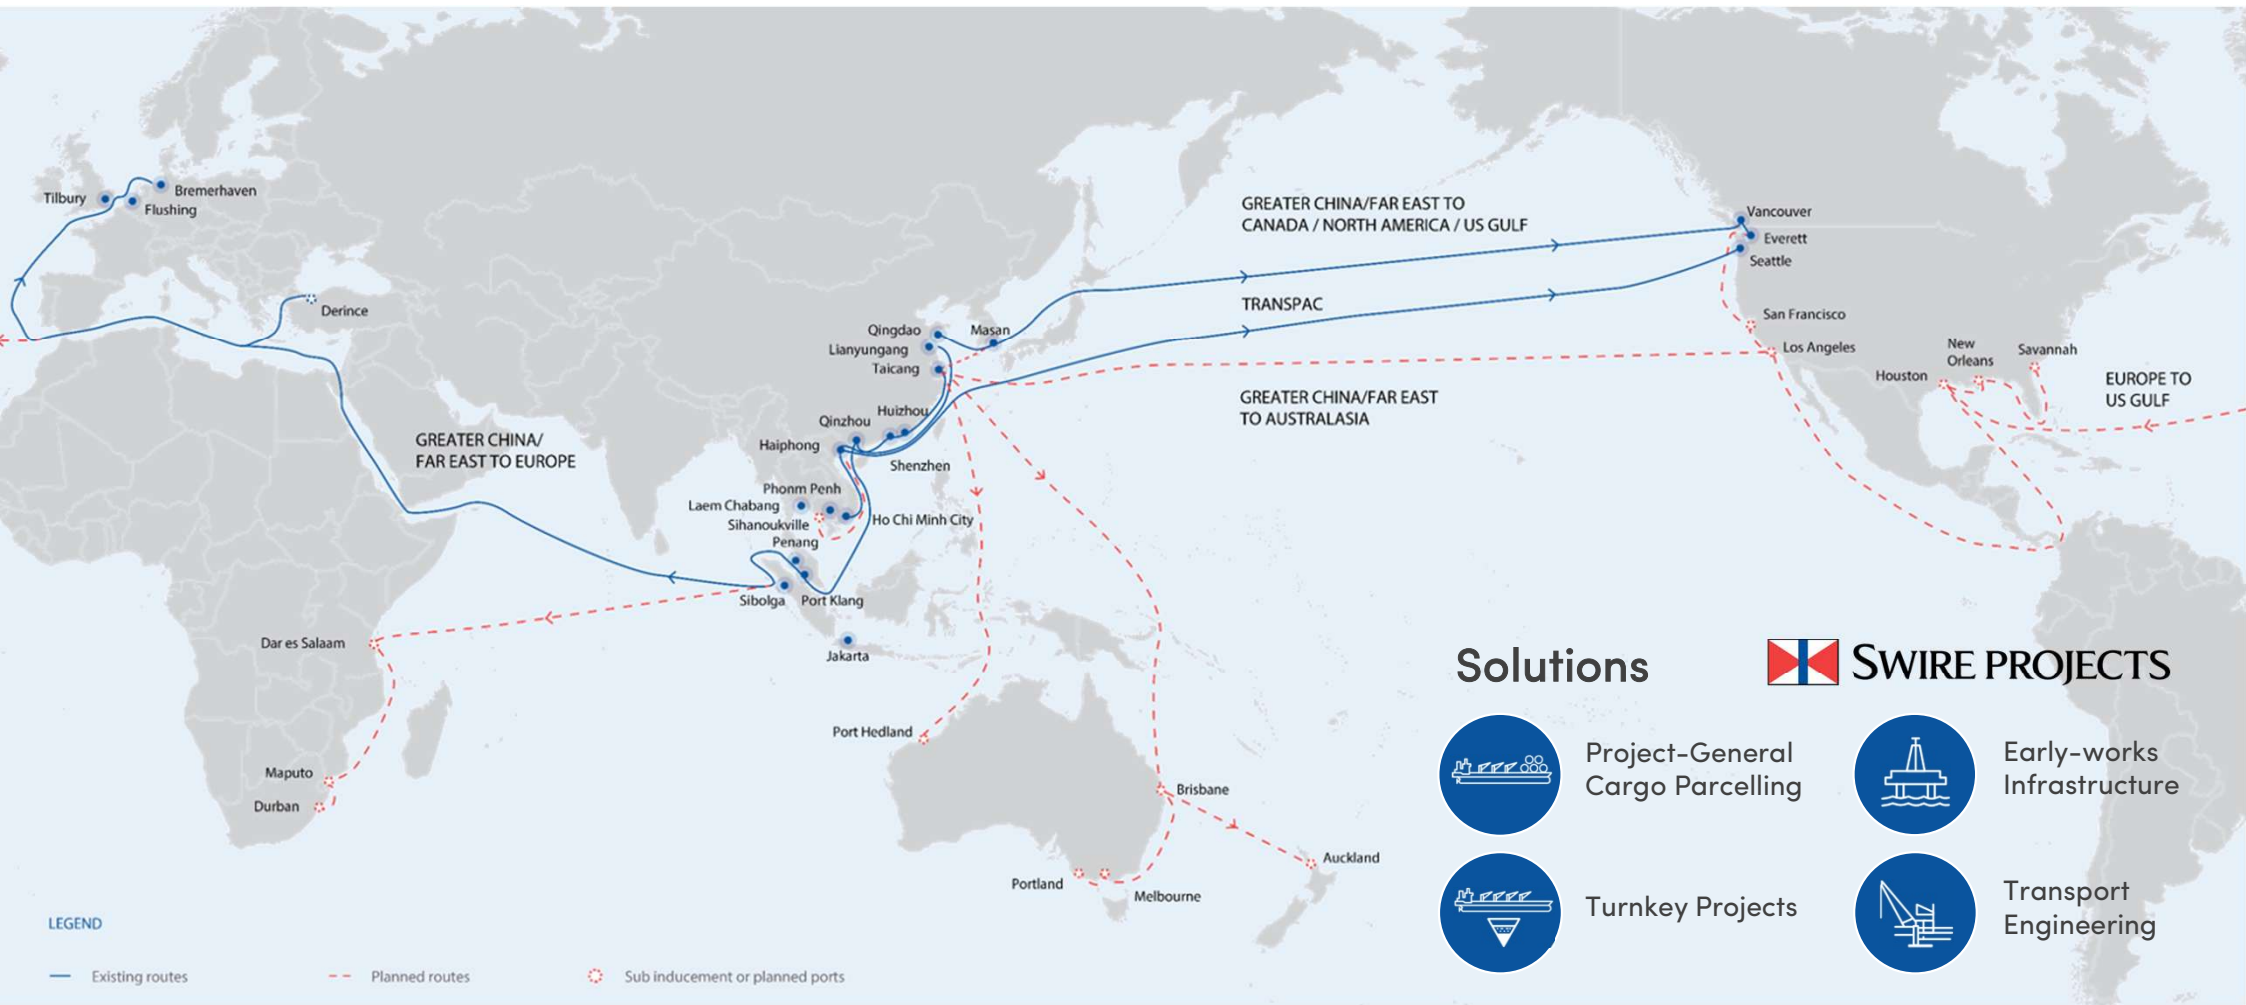 Tilbury
Bremerhaven
Flushing
Derince
GREATER CHINA/
FAR EAST TO EUROPE
Qingdao
Masan
Lianyungang
Taicang
Huizhou
Qinzhou
Haiphong
Shenzhen
Phonm Penh
Laem Chabang
Sihanoukville
Ho Chi Minh City
Penang
Sibolga
Port Klang
Jakarta
GREATER CHINA/FAR EAST TO
CANADA / NORTH AMERICA / US GULF
TRANSPAC
GREATER CHINA/FAR EAST
TO AUSTRALASIA
Vancouver
Everett
Seattle
San Francisco
Los Angeles
Houston
New
Orleans
Savannah
EUROPE TO
US GULF
Dar es Salaam
Maputo
Durban
Port Hedland
Brisbane
Auckland
Portland
Melbourne
Solutions
SWIRE PROJECTS
Project-General
Cargo Parcelling
Early-works
Infrastructure
Turnkey Projects
Transport
Engineering
LEGEND
Existing routes
Planned routes
Sub inducement or planned ports